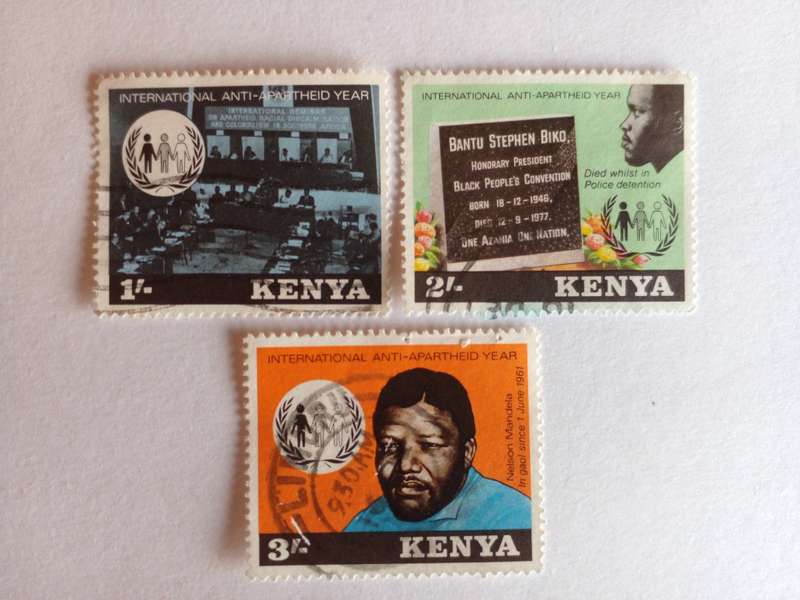 INTERNATIONAL ANTI-APARTHEID YEAR
INTERNATIONAL SEMINAR
ON APARTHEID, RACIAL DISCRIMINATION
AND COLONIALISM IN SOUTHERN AFRICA
1/-
KENYA
INTERNATIONAL ANTI-APARTHEID YEAR
BANTU STEPHEN BIKO,
HONORARY PRESIDENT
BLACK PEOPLE'S CONVENTION
BORN 18-12-1946,
DIED 12-9-1977.
ONE AZANIA ONE NATION.
Died whilst in
Police detention
2/-
KENYA
INTERNATIONAL ANTI-APARTHEID YEAR
Nelson Mandela
In gaol since 1 June 1961
9.30
3/-
KENYA